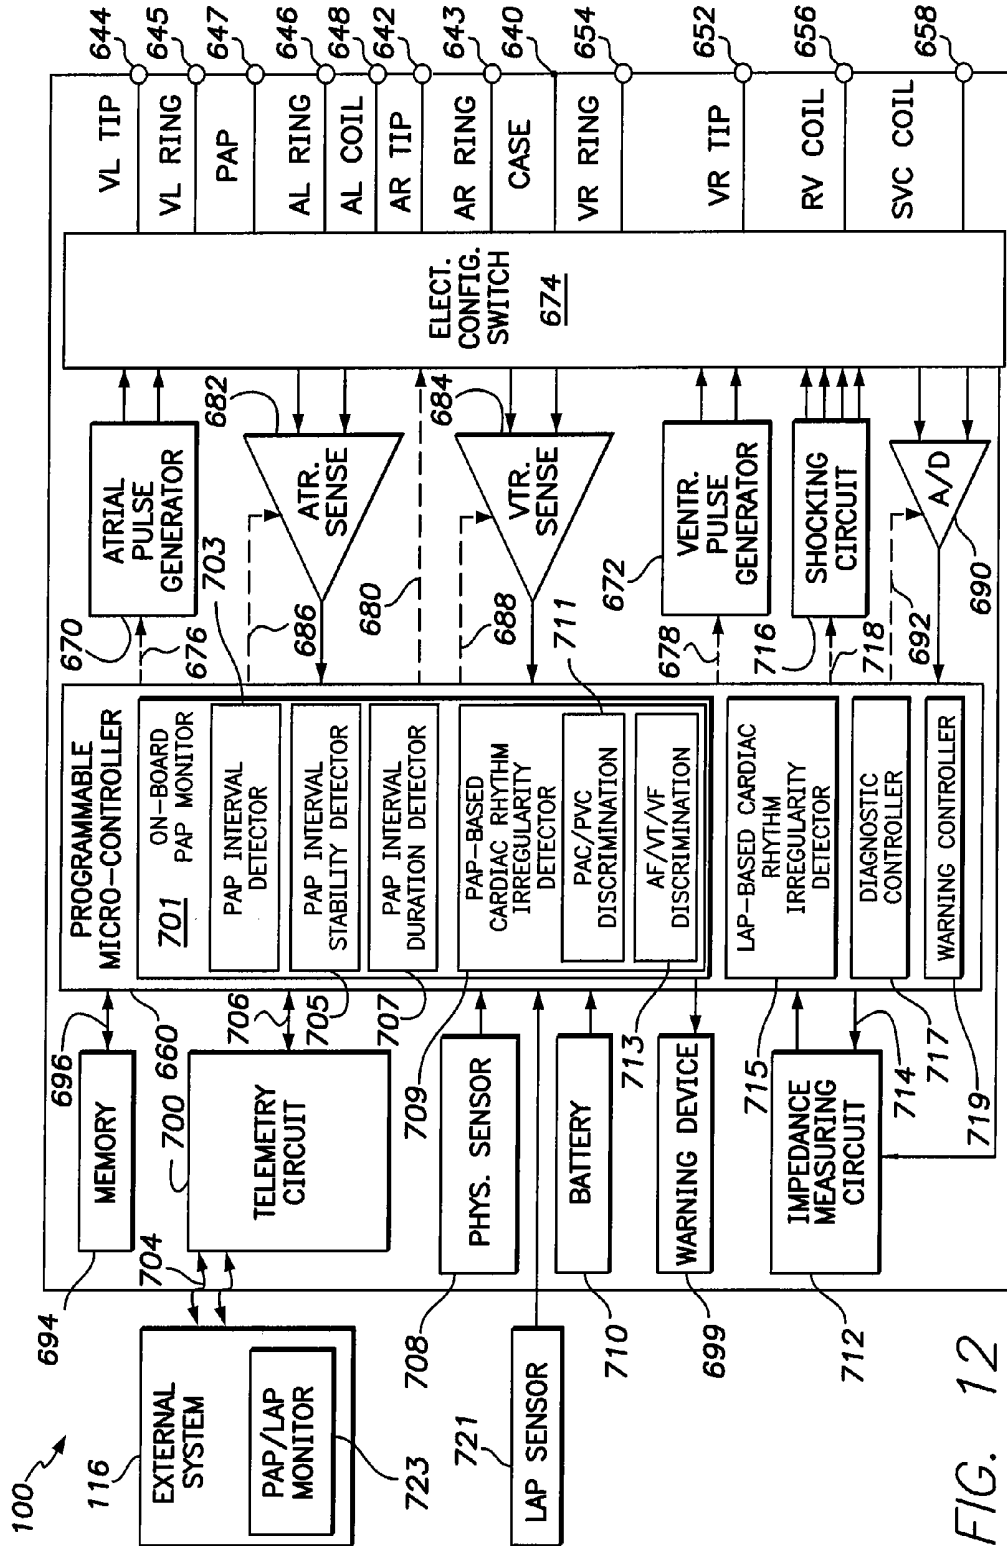 644
645
647
646
648
642
643
640
654
652
656
658
VL TIP
VL RING
PAP
AL RING
AL COIL
AR TIP
AR RING
CASE
VR RING
VR TIP
RV COIL
SVC COIL
ELECT.
CONFIG.
SWITCH
674
ATRIAL
PULSE
GENERATOR
670
676
682
ATR.
SENSE
686
703
680
684
VTR.
SENSE
688
711
VENTR.
PULSE
GENERATOR
672
678
SHOCKING
CIRCUIT
716
718
A/D
690
692
PROGRAMMABLE
MICRO-CONTROLLER
701
ON-BOARD
PAP MONITOR
PAP INTERVAL
DETECTOR
PAP INTERVAL
STABILITY DETECTOR
PAP INTERVAL
DURATION DETECTOR
PAP-BASED
CARDIAC RHYTHM
IRREGULARITY
DETECTOR
PAC/PVC
DISCRIMINATION
AF/VT/VF
DISCRIMINATION
LAP-BASED CARDIAC
RHYTHM
IRREGULARITY
DETECTOR
DIAGNOSTIC
CONTROLLER
WARNING CONTROLLER
696
660
700
706
705
707
709
713
715
714
717
719
MEMORY
694
TELEMETRY
CIRCUIT
704
PHYS. SENSOR
708
BATTERY
710
WARNING DEVICE
699
IMPEDANCE
MEASURING
CIRCUIT
712
100
116
EXTERNAL
SYSTEM
PAP/LAP
MONITOR
723
721
LAP SENSOR
FIG. 12